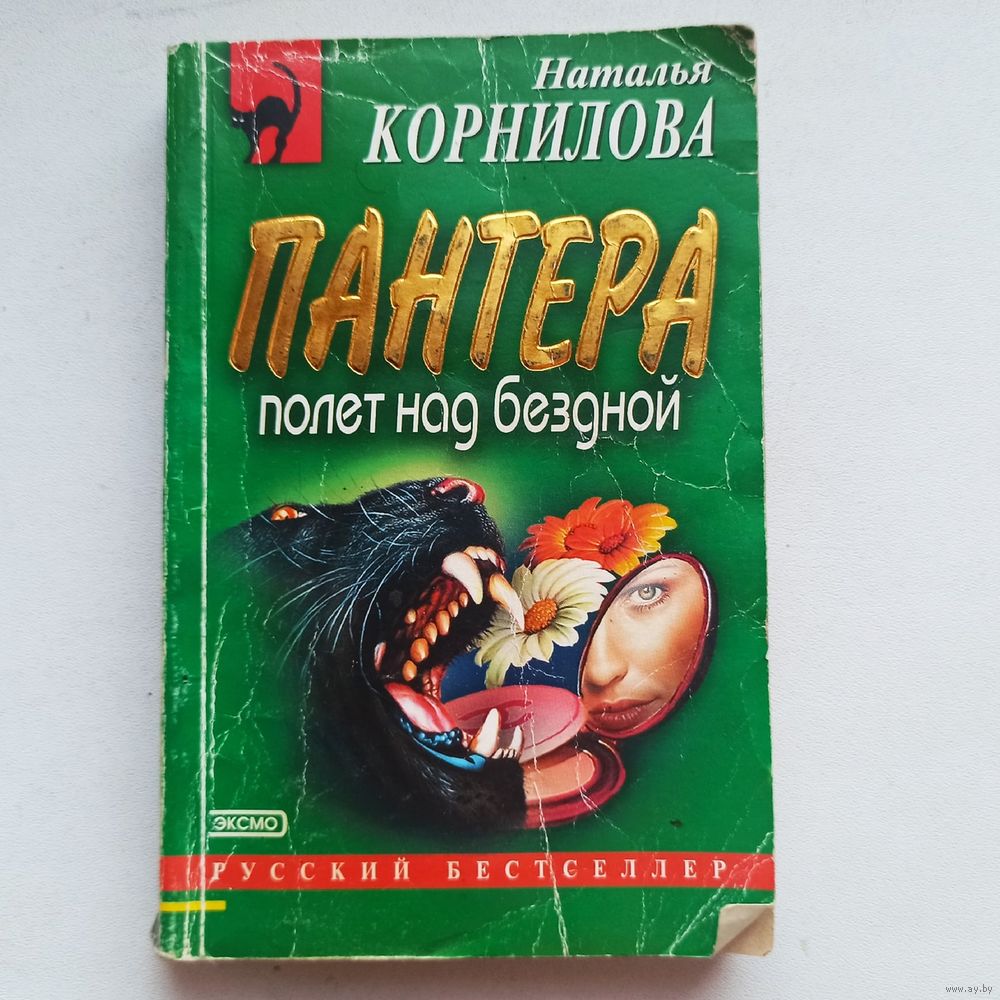 Наталья
КОРНИЛОВА
ПАНТЕРА
полет над бездной
ЭКСМО
РУССКИЙ БЕСТСЕЛЛЕР
www.ay.by